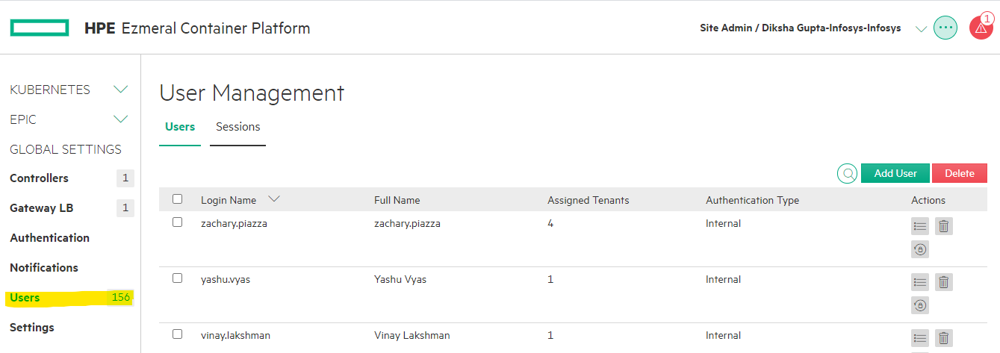 HPE Ezmeral Container Platform
Site Admin / Diksha Gupta-Infosys-Infosys
1
KUBERNETES
EPIC
GLOBAL SETTINGS
Controllers 1
Gateway LB 1
Authentication
Notifications
Users 156
Settings
User Management
Users Sessions
Add User Delete
Login Name Full Name Assigned Tenants Authentication Type Actions
zachary.piazza zachary.piazza 4 Internal
yashu.vyas Yashu Vyas 1 Internal
vinay.lakshman Vinay Lakshman 1 Internal